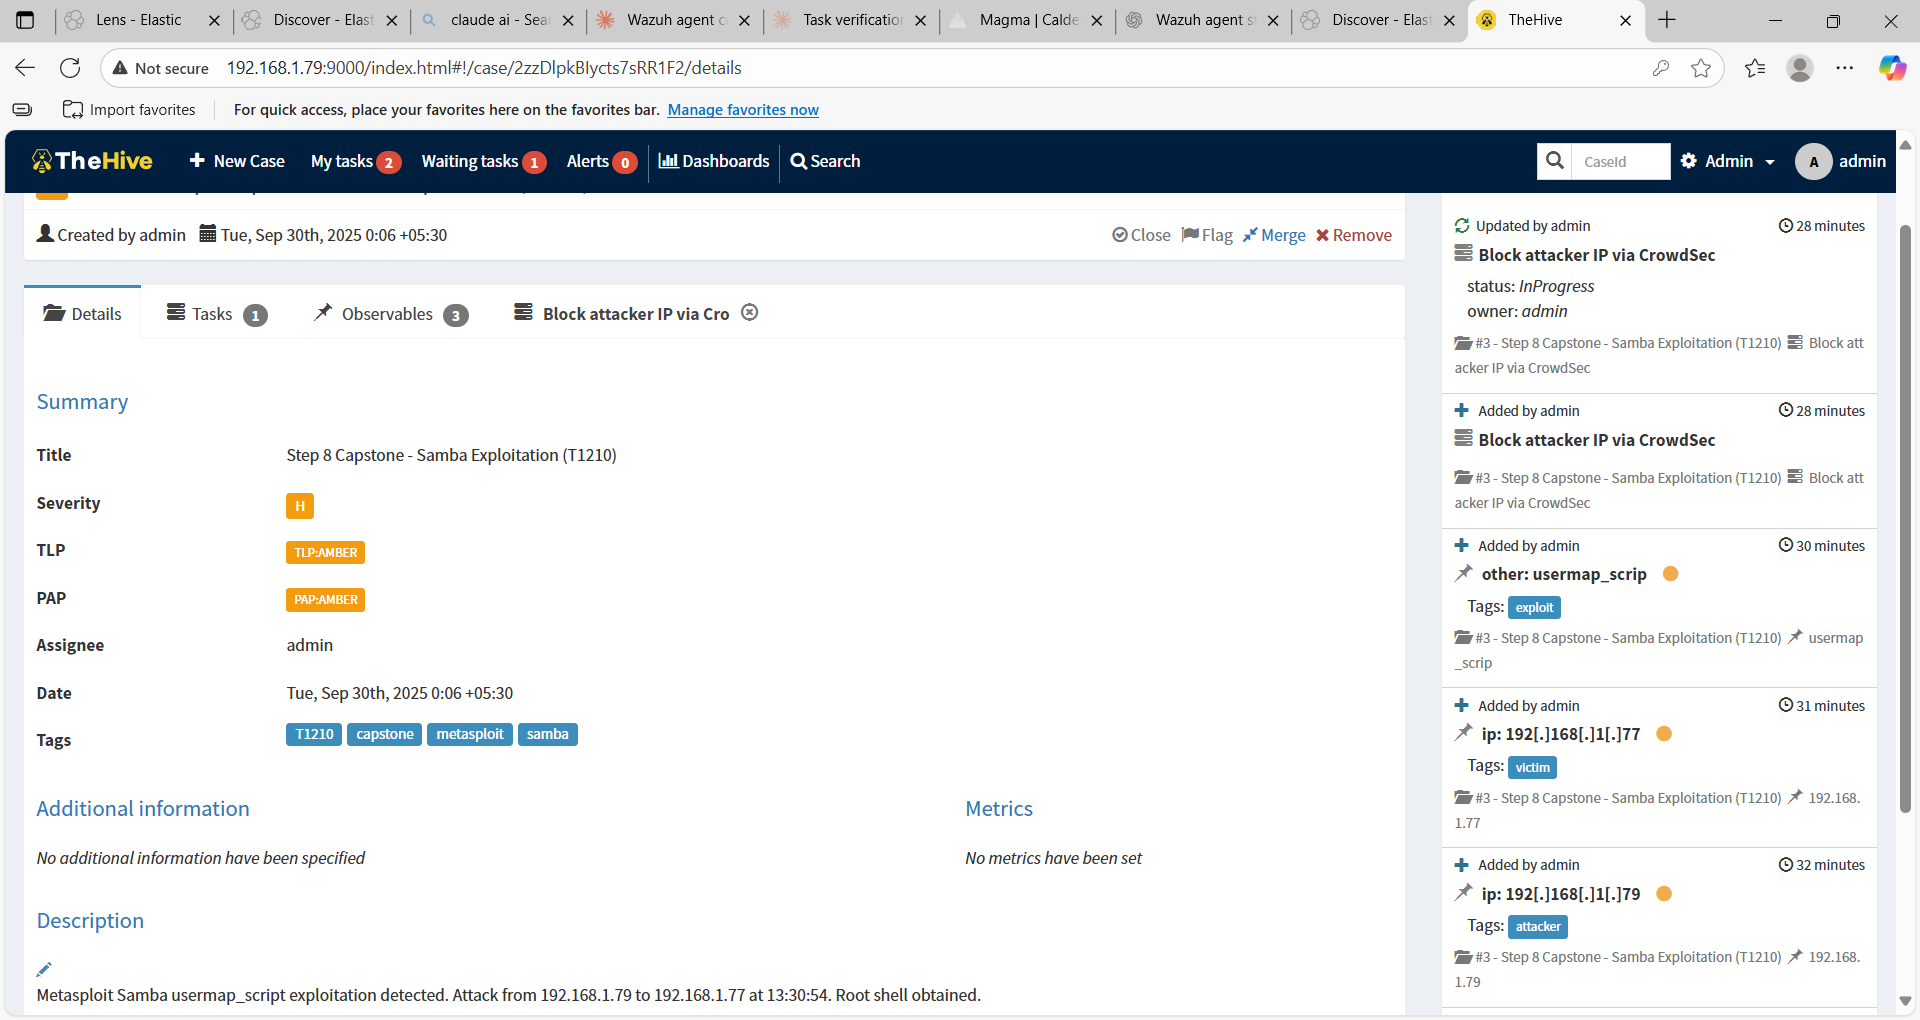 Lens - Elastic
Discover - Elast
claude ai - Sear
Wazuh agent co
Task verificatio
Magma | Calde
Wazuh agent st
Discover - Elast
TheHive
Not secure
192.168.1.79:9000/index.html#!/case/2zzDlpkBIycts7sRR1F2/details
Import favorites
For quick access, place your favorites here on the favorites bar. Manage favorites now
TheHive
New Case
My tasks 2
Waiting tasks 1
Alerts 0
Dashboards
Search
CaseId
Admin
A
admin
Created by admin
Tue, Sep 30th, 2025 0:06 +05:30
Close
Flag
Merge
Remove
Details
Tasks 1
Observables 3
Block attacker IP via Cro
Summary
Title
Step 8 Capstone - Samba Exploitation (T1210)
Severity
H
TLP
TLP:AMBER
PAP
PAP:AMBER
Assignee
admin
Date
Tue, Sep 30th, 2025 0:06 +05:30
Tags
T1210 capstone metasploit samba
Additional information
No additional information have been specified
Metrics
No metrics have been set
Description
Metasploit Samba usermap_script exploitation detected. Attack from 192.168.1.79 to 192.168.1.77 at 13:30:54. Root shell obtained.
Updated by admin
28 minutes
Block attacker IP via CrowdSec
status: InProgress
owner: admin
#3 - Step 8 Capstone - Samba Exploitation (T1210) Block att
acker IP via CrowdSec
Added by admin
28 minutes
Block attacker IP via CrowdSec
#3 - Step 8 Capstone - Samba Exploitation (T1210) Block att
acker IP via CrowdSec
Added by admin
30 minutes
other: usermap_scrip
Tags: exploit
#3 - Step 8 Capstone - Samba Exploitation (T1210) usermap
_scrip
Added by admin
31 minutes
ip: 192[.]168[.]1[.]77
Tags: victim
#3 - Step 8 Capstone - Samba Exploitation (T1210) 192.168.
1.77
Added by admin
32 minutes
ip: 192[.]168[.]1[.]79
Tags: attacker
#3 - Step 8 Capstone - Samba Exploitation (T1210) 192.168.
1.79